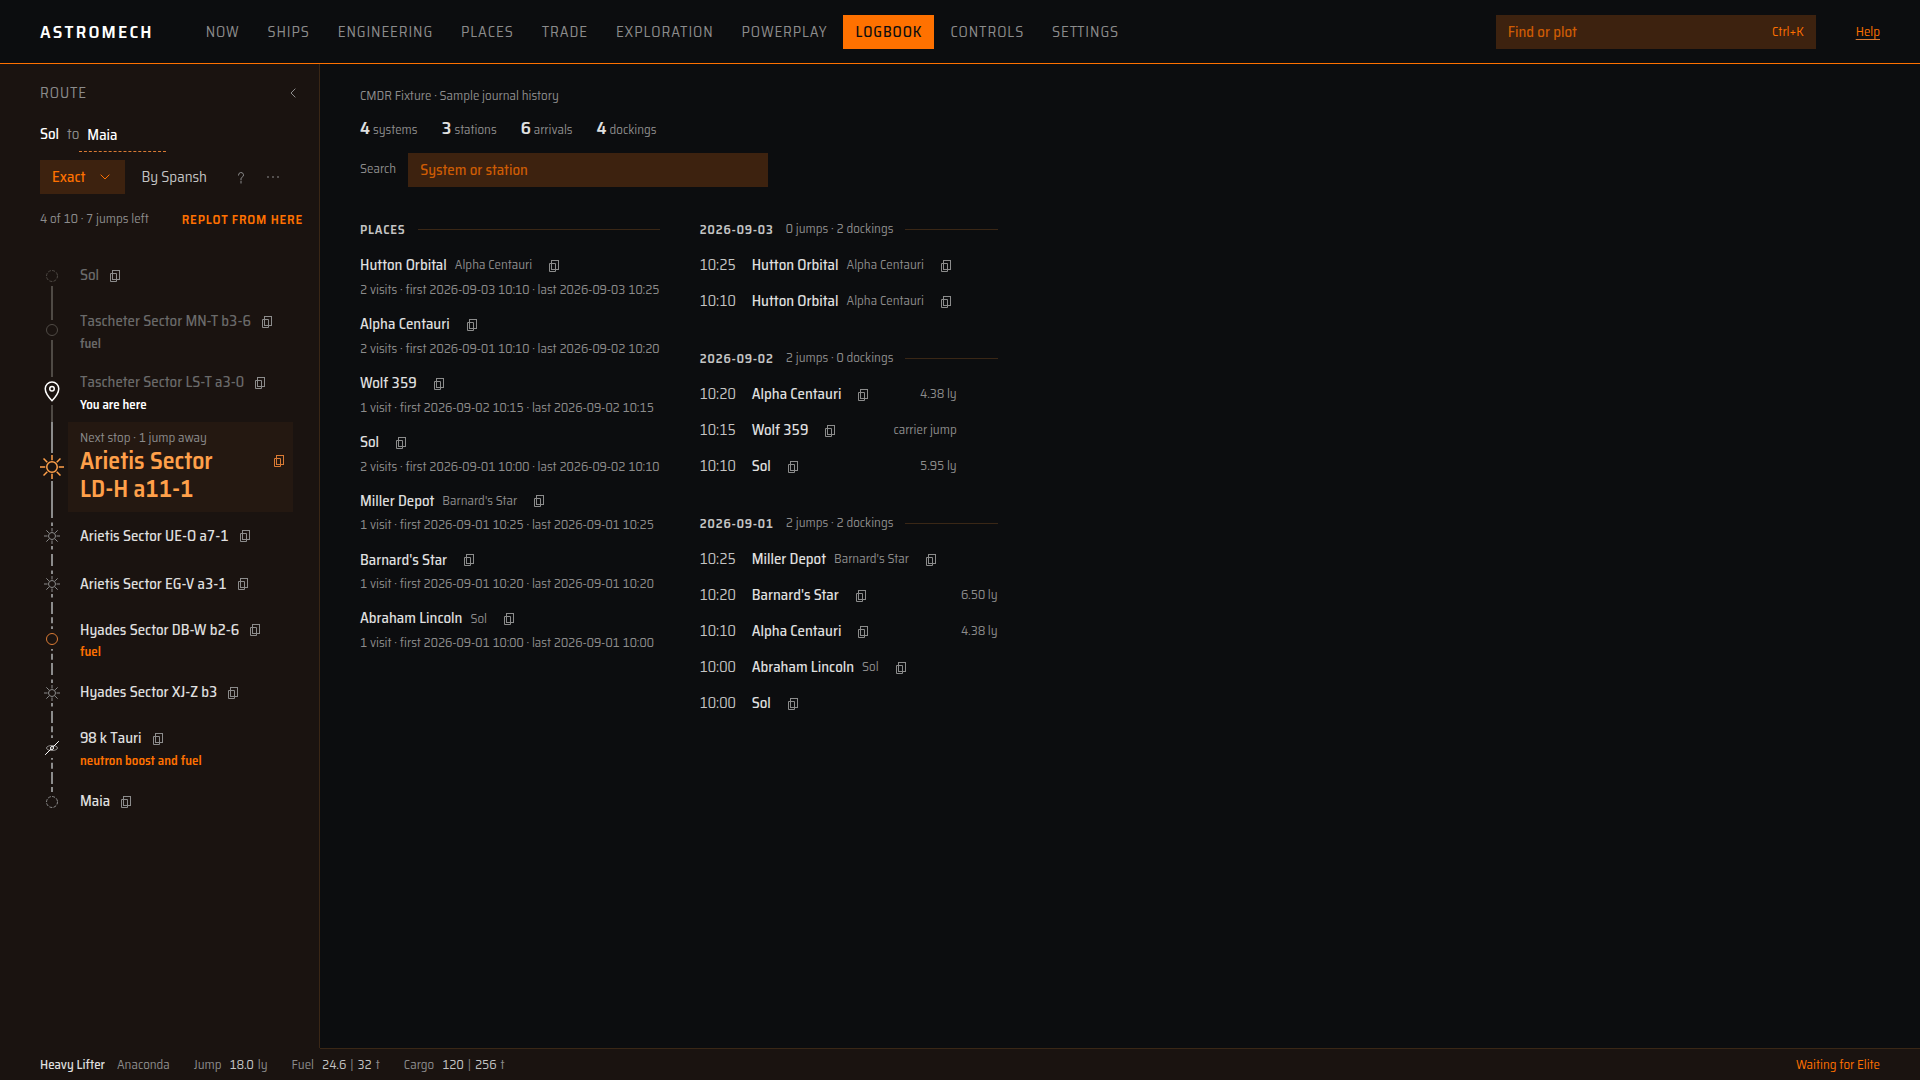 ASTROMECH NOW SHIPS ENGINEERING PLACES TRADE EXPLORATION POWERPLAY LOGBOOK CONTROLS SETTINGS Find or plot Ctrl+K Help
ROUTE
Sol to Maia
Exact By Spansh ? ···
4 of 10 · 7 jumps left REPLOT FROM HERE
Sol
Tascheter Sector MN-T b3-6
fuel
Tascheter Sector LS-T a3-0
You are here
Next stop · 1 jump away
Arietis Sector
LD-H a11-1
Arietis Sector UE-O a7-1
Arietis Sector EG-V a3-1
Hyades Sector DB-W b2-6
fuel
Hyades Sector XJ-Z b3
98 k Tauri
neutron boost and fuel
Maia
CMDR Fixture · Sample journal history
4 systems 3 stations 6 arrivals 4 dockings
Search System or station
PLACES
Hutton Orbital Alpha Centauri
2 visits · first 2026-09-03 10:10 · last 2026-09-03 10:25
Alpha Centauri
2 visits · first 2026-09-01 10:10 · last 2026-09-02 10:20
Wolf 359
1 visit · first 2026-09-02 10:15 · last 2026-09-02 10:15
Sol
2 visits · first 2026-09-01 10:00 · last 2026-09-02 10:10
Miller Depot Barnard's Star
1 visit · first 2026-09-01 10:25 · last 2026-09-01 10:25
Barnard's Star
1 visit · first 2026-09-01 10:20 · last 2026-09-01 10:20
Abraham Lincoln Sol
1 visit · first 2026-09-01 10:00 · last 2026-09-01 10:00
2026-09-03 0 jumps · 2 dockings
10:25 Hutton Orbital Alpha Centauri
10:10 Hutton Orbital Alpha Centauri
2026-09-02 2 jumps · 0 dockings
10:20 Alpha Centauri 4.38 ly
10:15 Wolf 359 carrier jump
10:10 Sol 5.95 ly
2026-09-01 2 jumps · 2 dockings
10:25 Miller Depot Barnard's Star
10:20 Barnard's Star 6.50 ly
10:10 Alpha Centauri 4.38 ly
10:00 Abraham Lincoln Sol
10:00 Sol
Heavy Lifter Anaconda Jump 18.0 ly Fuel 24.6 | 32 t Cargo 120 | 256 t Waiting for Elite